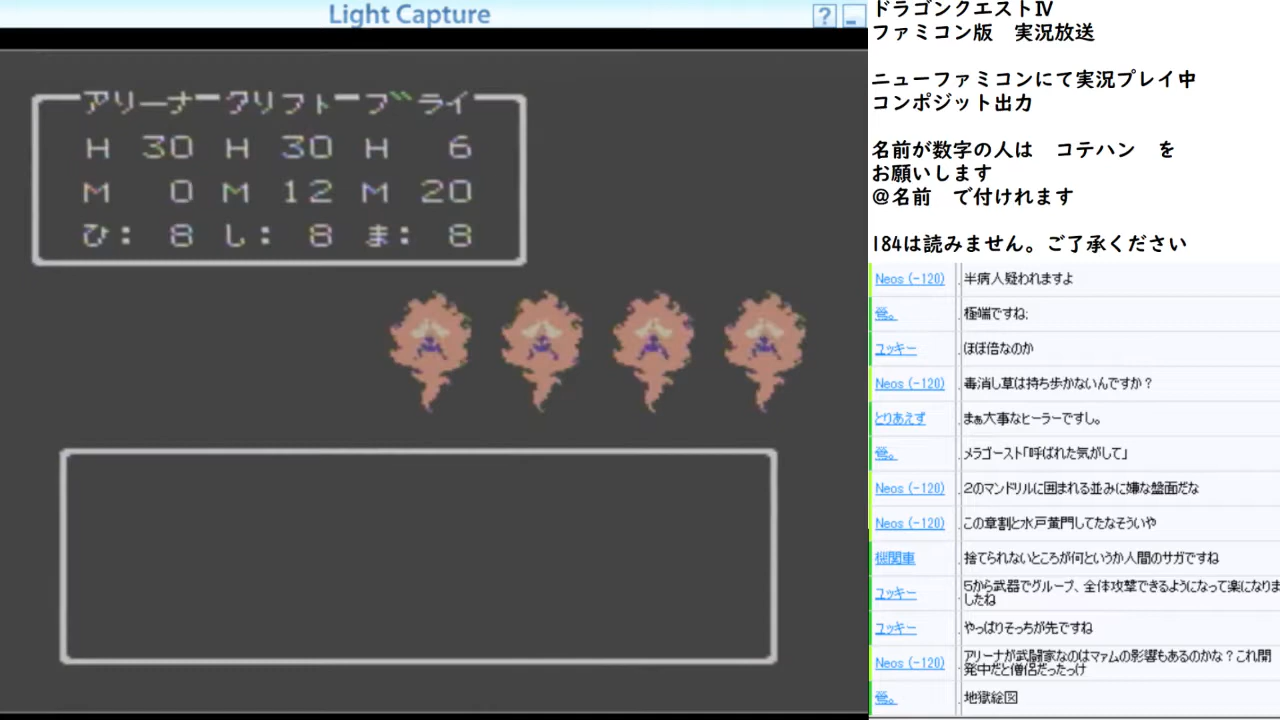 Light Capture
?
アリーナ クリフト ブライ
H 30 H 30 H 6
M 0 M 12 M 20
ひ: 8 し: 8 ま: 8
ドラゴンクエストⅣ
ファミコン版　実況放送
ニューファミコンにて実況プレイ中
コンポジット出力
名前が数字の人は　コテハン　を
お願いします
@名前　で付けれます
184は読みません。ご了承ください
Neos (-120) 半病人疑われますよ
極端ですね;
ユッキー ほぼ倍なのか
Neos (-120) 毒消し草は持ち歩かないんですか？
とりあえず まぁ大事なヒーラーですし。
メラゴースト「呼ばれた気がして」
Neos (-120) 2のマンドリルに囲まれる並みに嫌な盤面だな
Neos (-120) この章割と水戸黄門してたなそういや
機関車 捨てられないところが何というか人間のサガですね
ユッキー 5から武器でグループ、全体攻撃できるようになって楽になりま
したね
ユッキー やっぱりそっちが先ですね
Neos (-120) アリーナが武闘家なのはマァムの影響もあるのかな？これ開
発中だと僧侶だったっけ
地獄絵図